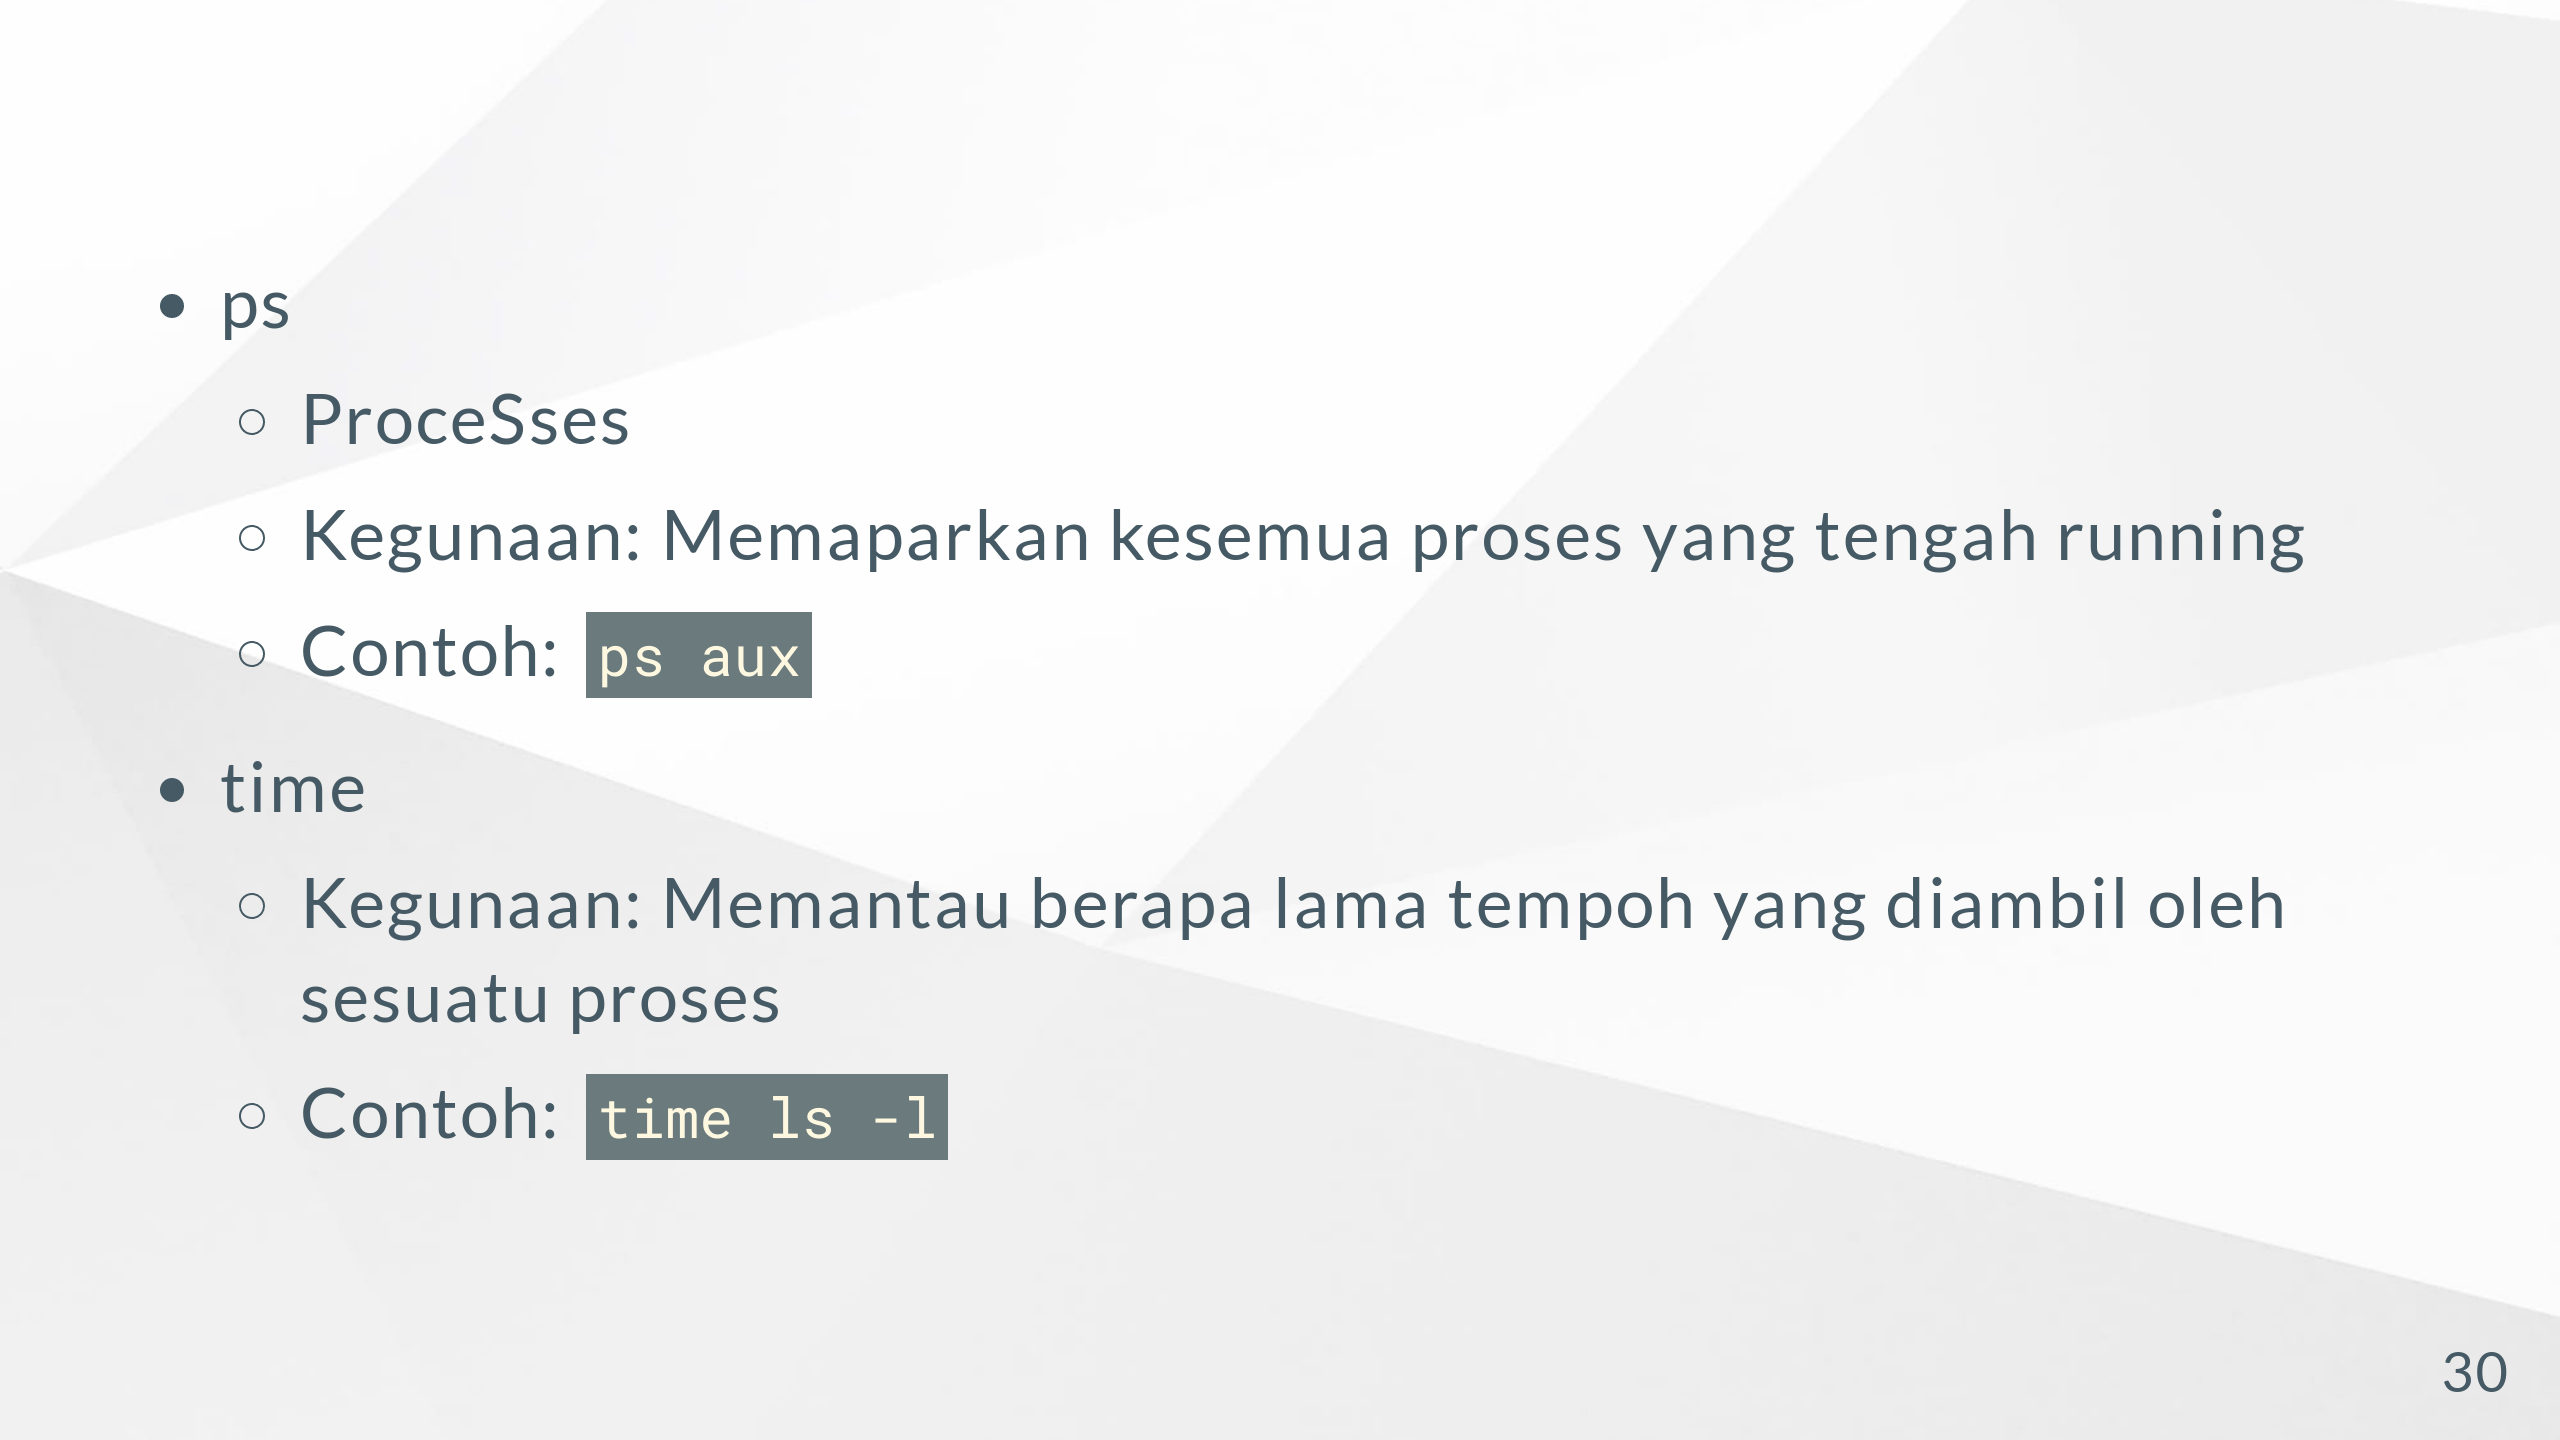 • ps
○ ProceSses
○ Kegunaan: Memaparkan kesemua proses yang tengah running
○ Contoh: ps aux
• time
○ Kegunaan: Memantau berapa lama tempoh yang diambil oleh
sesuatu proses
○ Contoh: time ls -l
30